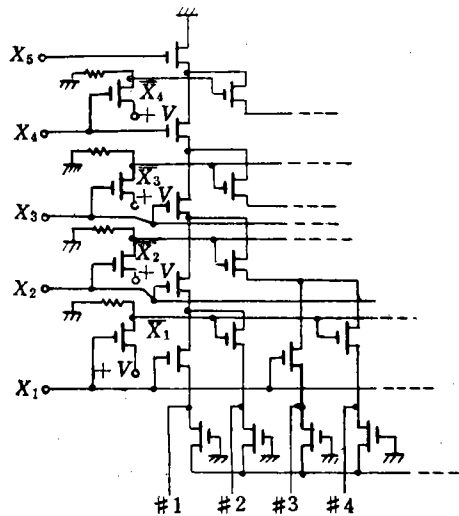 X₅
X̄₄
+ V
X₄
X̄₃
+ V
X₃
X̄₂
+ V
X₂
X̄₁
+ V
X₁
#1 #2 #3 #4